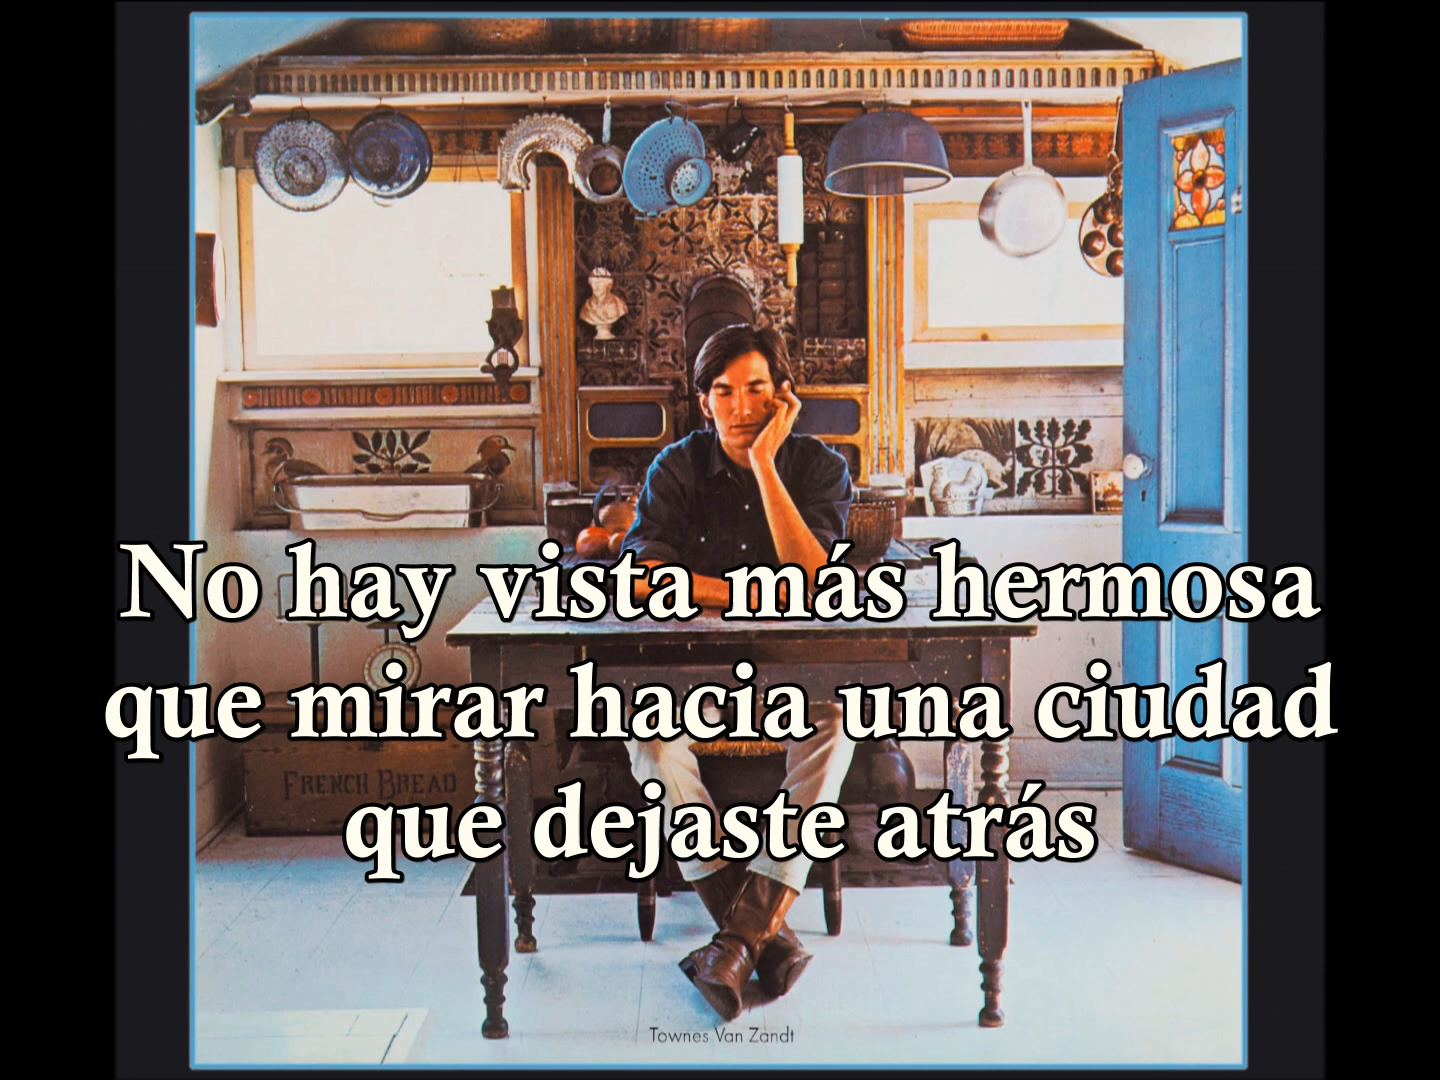 No hay vista más hermosa
que mirar hacia una ciudad
que dejaste atrás
FRENCH BREAD
Townes Van Zandt